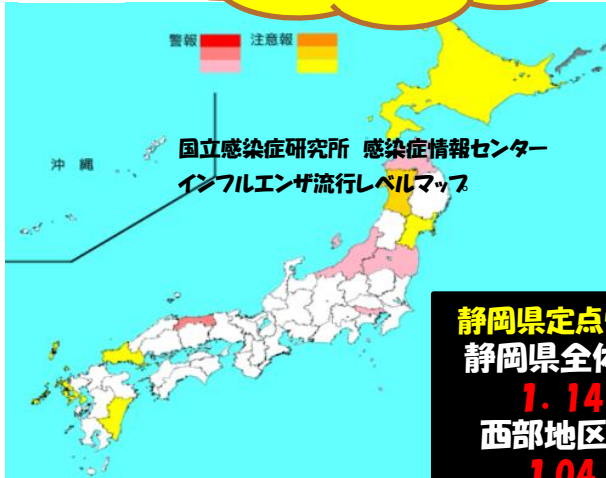 警報 注意報
国立感染症研究所 感染症情報センター
インフルエンザ流行レベルマップ
沖縄
静岡県定点
静岡県全体
1.14
西部地区
1.04